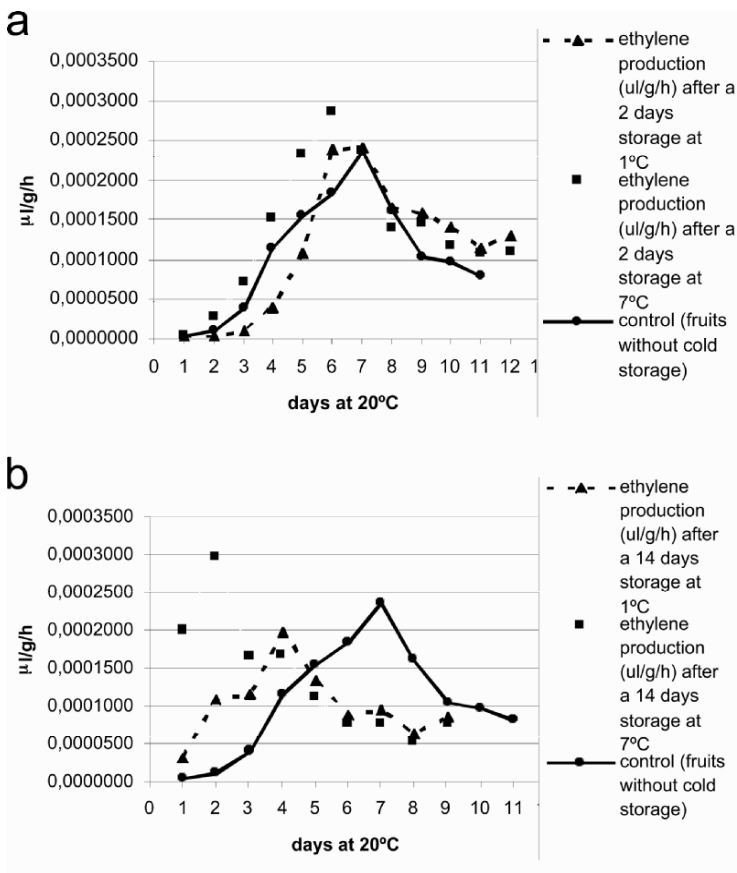 a
0,0003500
0,0003000
0,0002500
0,0002000
0,0001500
0,0001000
0,0000500
0,0000000
μl/g/h
0 1 2 3 4 5 6 7 8 9 10 11 12
days at 20ºC
ethylene
production
(ul/g/h) after a
2 days
storage at
1ºC
ethylene
production
(ul/g/h) after a
2 days
storage at
7ºC
control (fruits
without cold
storage)
b
0,0003500
0,0003000
0,0002500
0,0002000
0,0001500
0,0001000
0,0000500
0,0000000
μl/g/h
0 1 2 3 4 5 6 7 8 9 10 11
days at 20ºC
ethylene
production
(ul/g/h) after
a 14 days
storage at
1ºC
ethylene
production
(ul/g/h) after
a 14 days
storage at
7ºC
control (fruits
without cold
storage)